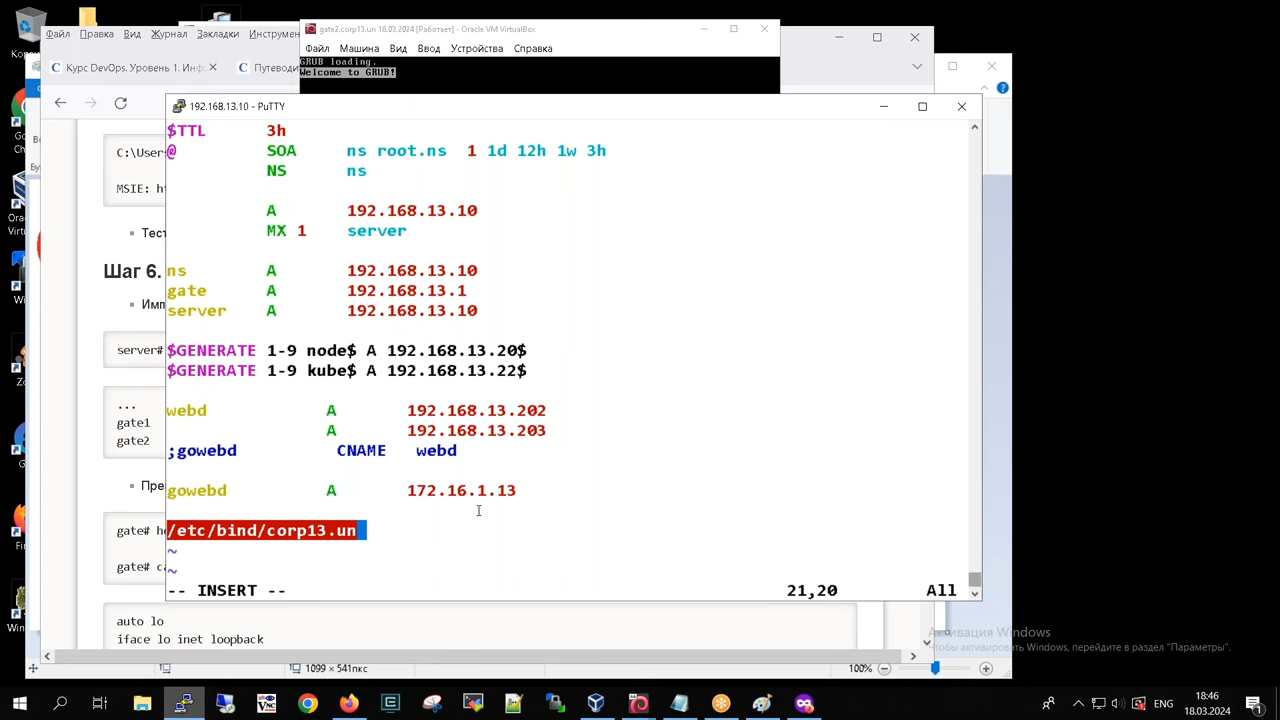 gate2.corp13.un 18.03.2024 [Работает] - Oracle VM VirtualBox
Файл Машина Вид Ввод Устройства Справка
GRUB loading.
Welcome to GRUB!
Файл Правка Вид Журнал Закладки Инструмен
Курс DevOps. Уровень 1. Инфр
Путеводи
192.168.13.10 - PuTTY
$TTL 3h
@ SOA ns root.ns 1 1d 12h 1w 3h
NS ns
A 192.168.13.10
MX 1 server
ns A 192.168.13.10
gate A 192.168.13.1
server A 192.168.13.10
$GENERATE 1-9 node$ A 192.168.13.20$
$GENERATE 1-9 kube$ A 192.168.13.22$
webd A 192.168.13.202
A 192.168.13.203
;gowebd CNAME webd
gowebd A 172.16.1.13
/etc/bind/corp13.un
~
~
-- INSERT -- 21,20 All
C:\User
MSIE: ht
Тест
Шаг 6.
Имп
server#
...
gate1
gate2
Пре
gate# ho
gate# ca
auto lo
iface lo inet loopback
Активация Windows
Чтобы активировать Windows, перейдите в раздел "Параметры".
1099 × 541пкс
100%
ENG
18:46
18.03.2024